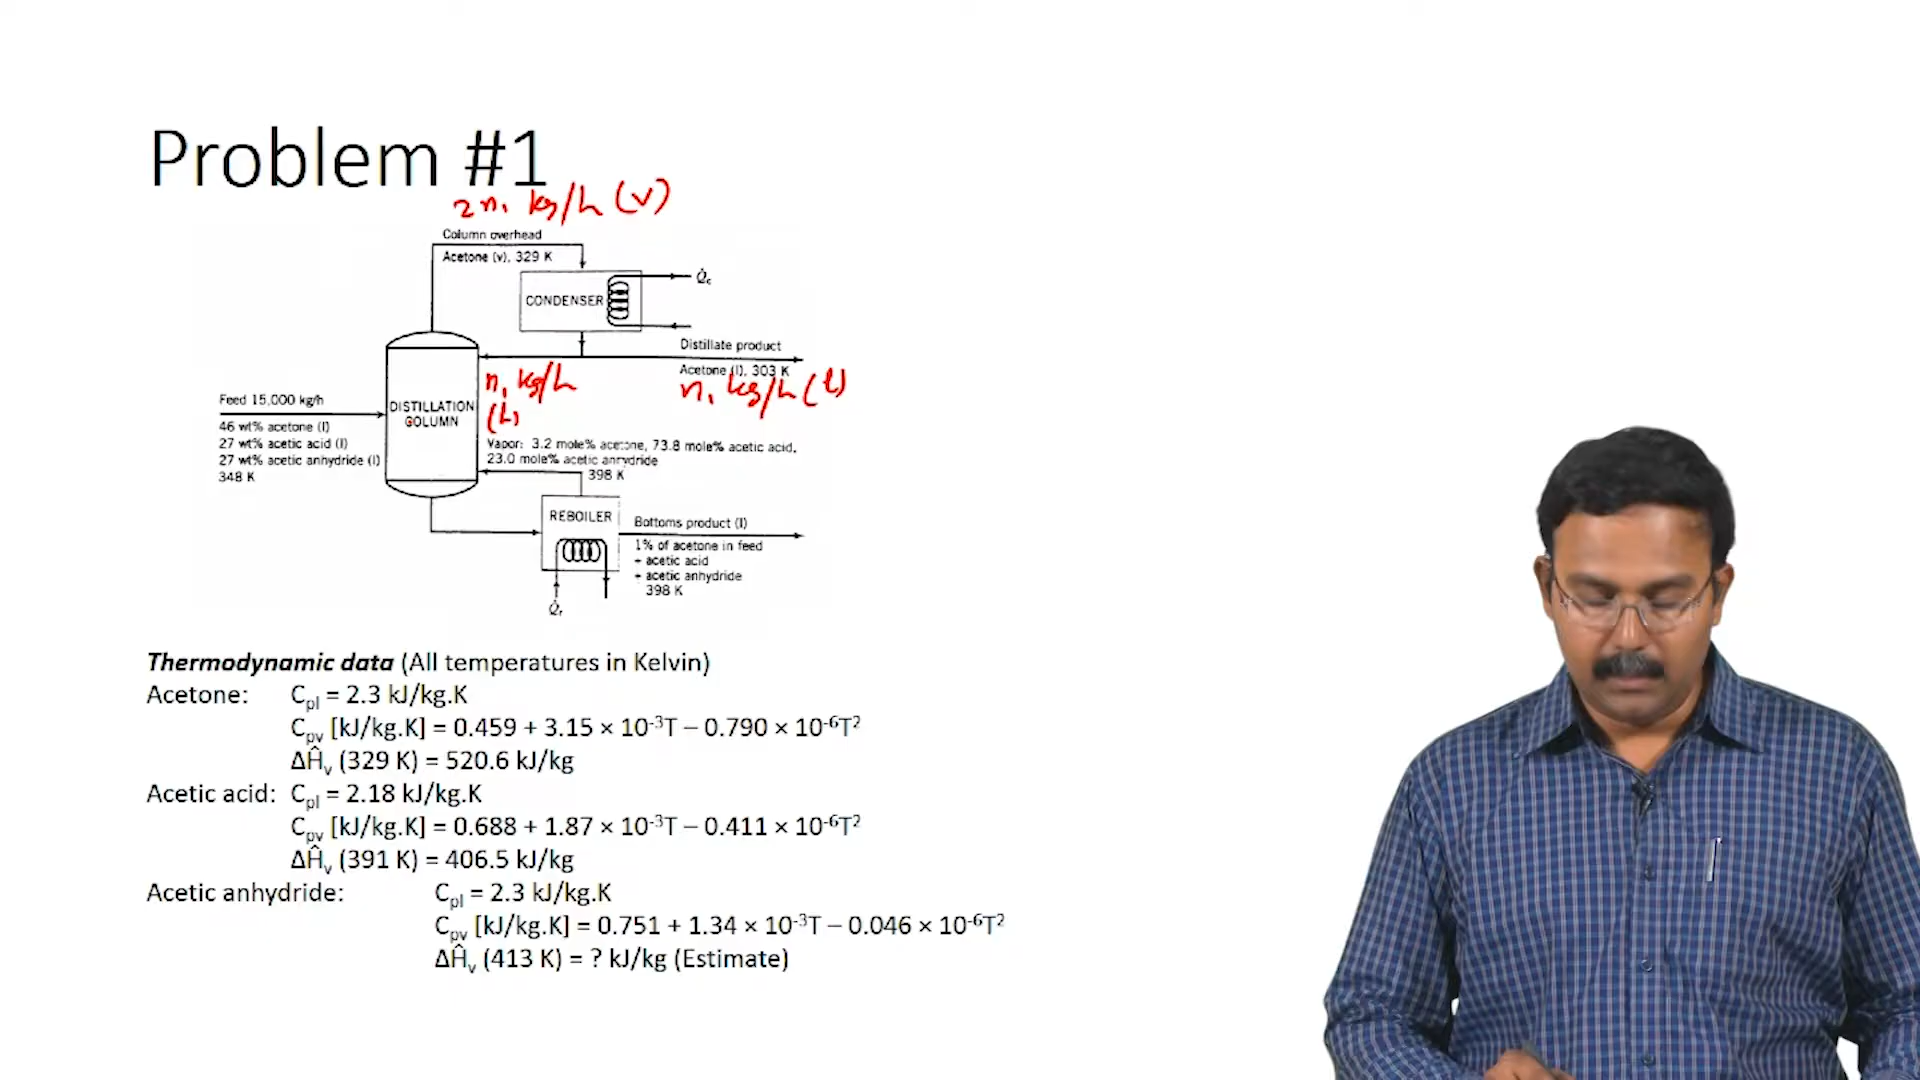 Problem #1
2n₁ kg/h (v)
Column overhead
Acetone (v), 329 K
CONDENSER
Q̇c
Distillate product
Acetone (l), 303 K
n₁ kg/h
(L)
n₁ kg/h (l)
Feed 15,000 kg/h
46 wt% acetone (l)
27 wt% acetic acid (l)
27 wt% acetic anhydride (l)
348 K
DISTILLATION
COLUMN
Vapor: 3.2 mole% acetone, 73.8 mole% acetic acid,
23.0 mole% acetic anhydride
398 K
REBOILER
Bottoms product (l)
1% of acetone in feed
+ acetic acid
+ acetic anhydride
398 K
Q̇r
Thermodynamic data (All temperatures in Kelvin)
Acetone: Cpl = 2.3 kJ/kg.K
Cpv [kJ/kg.K] = 0.459 + 3.15 × 10⁻³T – 0.790 × 10⁻⁶T²
ΔĤv (329 K) = 520.6 kJ/kg
Acetic acid: Cpl = 2.18 kJ/kg.K
Cpv [kJ/kg.K] = 0.688 + 1.87 × 10⁻³T – 0.411 × 10⁻⁶T²
ΔĤv (391 K) = 406.5 kJ/kg
Acetic anhydride: Cpl = 2.3 kJ/kg.K
Cpv [kJ/kg.K] = 0.751 + 1.34 × 10⁻³T – 0.046 × 10⁻⁶T²
ΔĤv (413 K) = ? kJ/kg (Estimate)